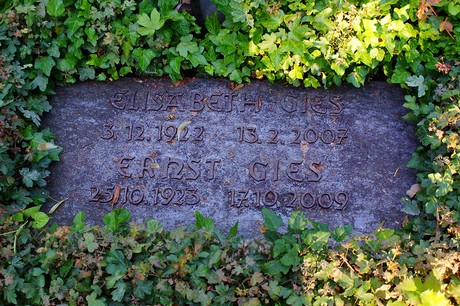 ELISABETH GIES
3.12.1922 13.2.2007
ERNST GIES
25.10.1923 17.10.2009